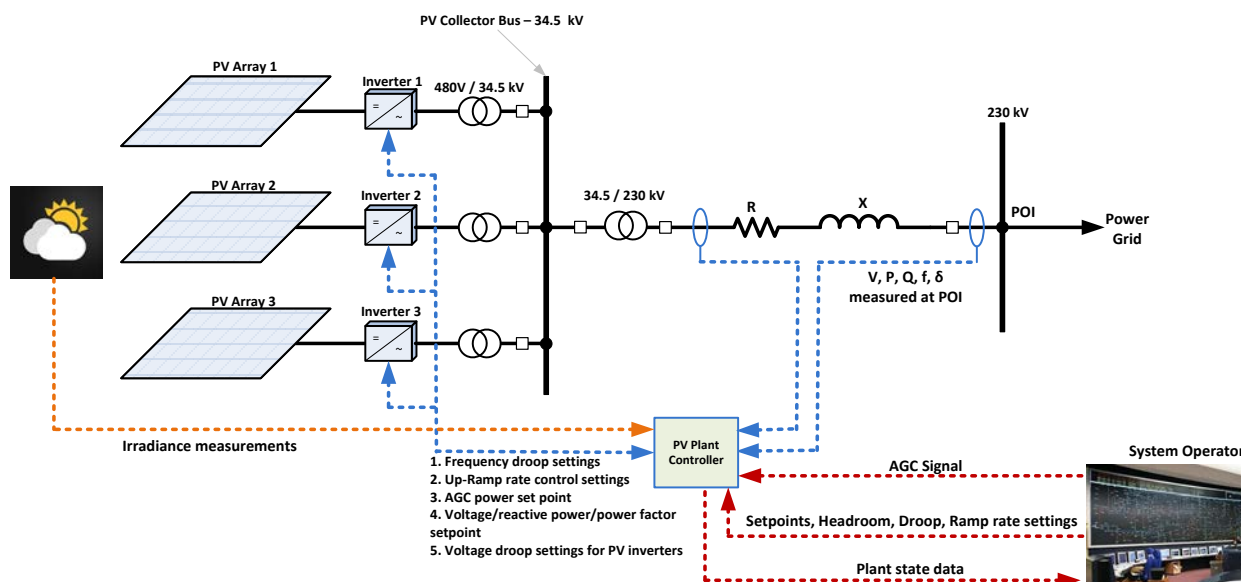 PV Collector Bus – 34.5 kV
PV Array 1
Inverter 1
480V / 34.5 kV
=
~
230 kV
PV Array 2
Inverter 2
34.5 / 230 kV
=
~
R
X
POI
Power
Grid
V, P, Q, f, δ
measured at POI
PV Array 3
Inverter 3
=
~
Irradiance measurements
PV Plant
Controller
System Operator
AGC Signal
1. Frequency droop settings
2. Up-Ramp rate control settings
3. AGC power set point
4. Voltage/reactive power/power factor
setpoint
5. Voltage droop settings for PV inverters
Setpoints, Headroom, Droop, Ramp rate settings
Plant state data